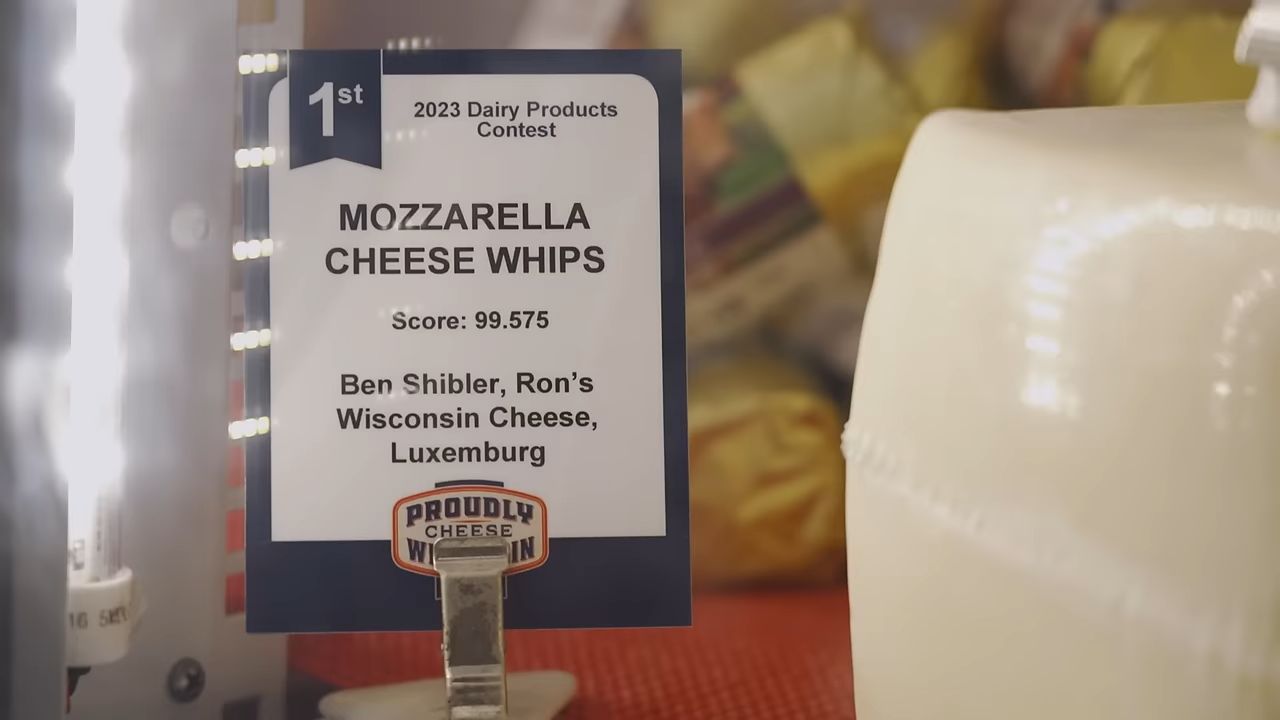 1st
2023 Dairy Products
Contest
MOZZARELLA
CHEESE WHIPS
Score: 99.575
Ben Shibler, Ron's
Wisconsin Cheese,
Luxemburg
PROUDLY
CHEESE